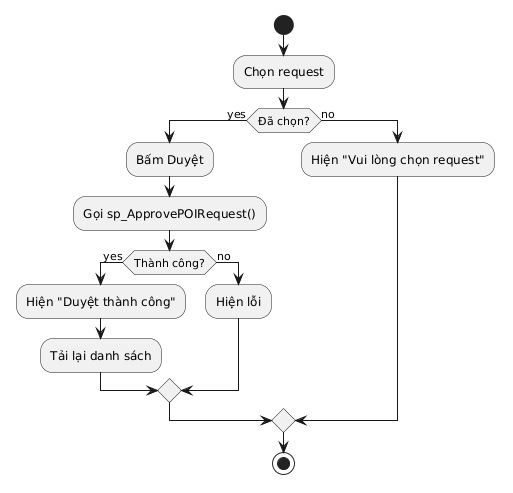 Chọn request
Đã chọn?
yes
no
Bấm Duyệt
Hiện "Vui lòng chọn request"
Gọi sp_ApprovePOIRequest()
Thành công?
yes
no
Hiện "Duyệt thành công"
Hiện lỗi
Tải lại danh sách